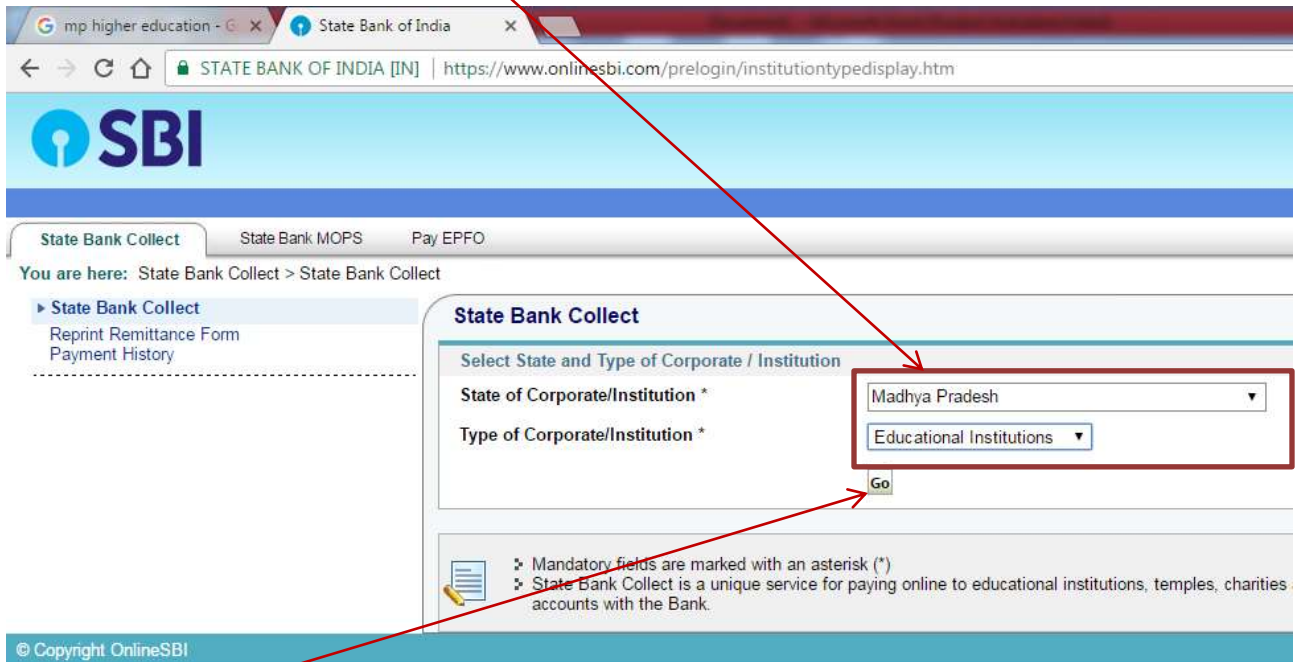 mp higher education - G
State Bank of India
STATE BANK OF INDIA [IN] | https://www.onlinesbi.com/prelogin/institutiontypedisplay.htm
SBI
State Bank Collect State Bank MOPS Pay EPFO
You are here: State Bank Collect > State Bank Collect
State Bank Collect
Reprint Remittance Form
Payment History
State Bank Collect
Select State and Type of Corporate / Institution
State of Corporate/Institution * Madhya Pradesh
Type of Corporate/Institution * Educational Institutions
Go
Mandatory fields are marked with an asterisk (*)
State Bank Collect is a unique service for paying online to educational institutions, temples, charities
accounts with the Bank.
© Copyright OnlineSBI